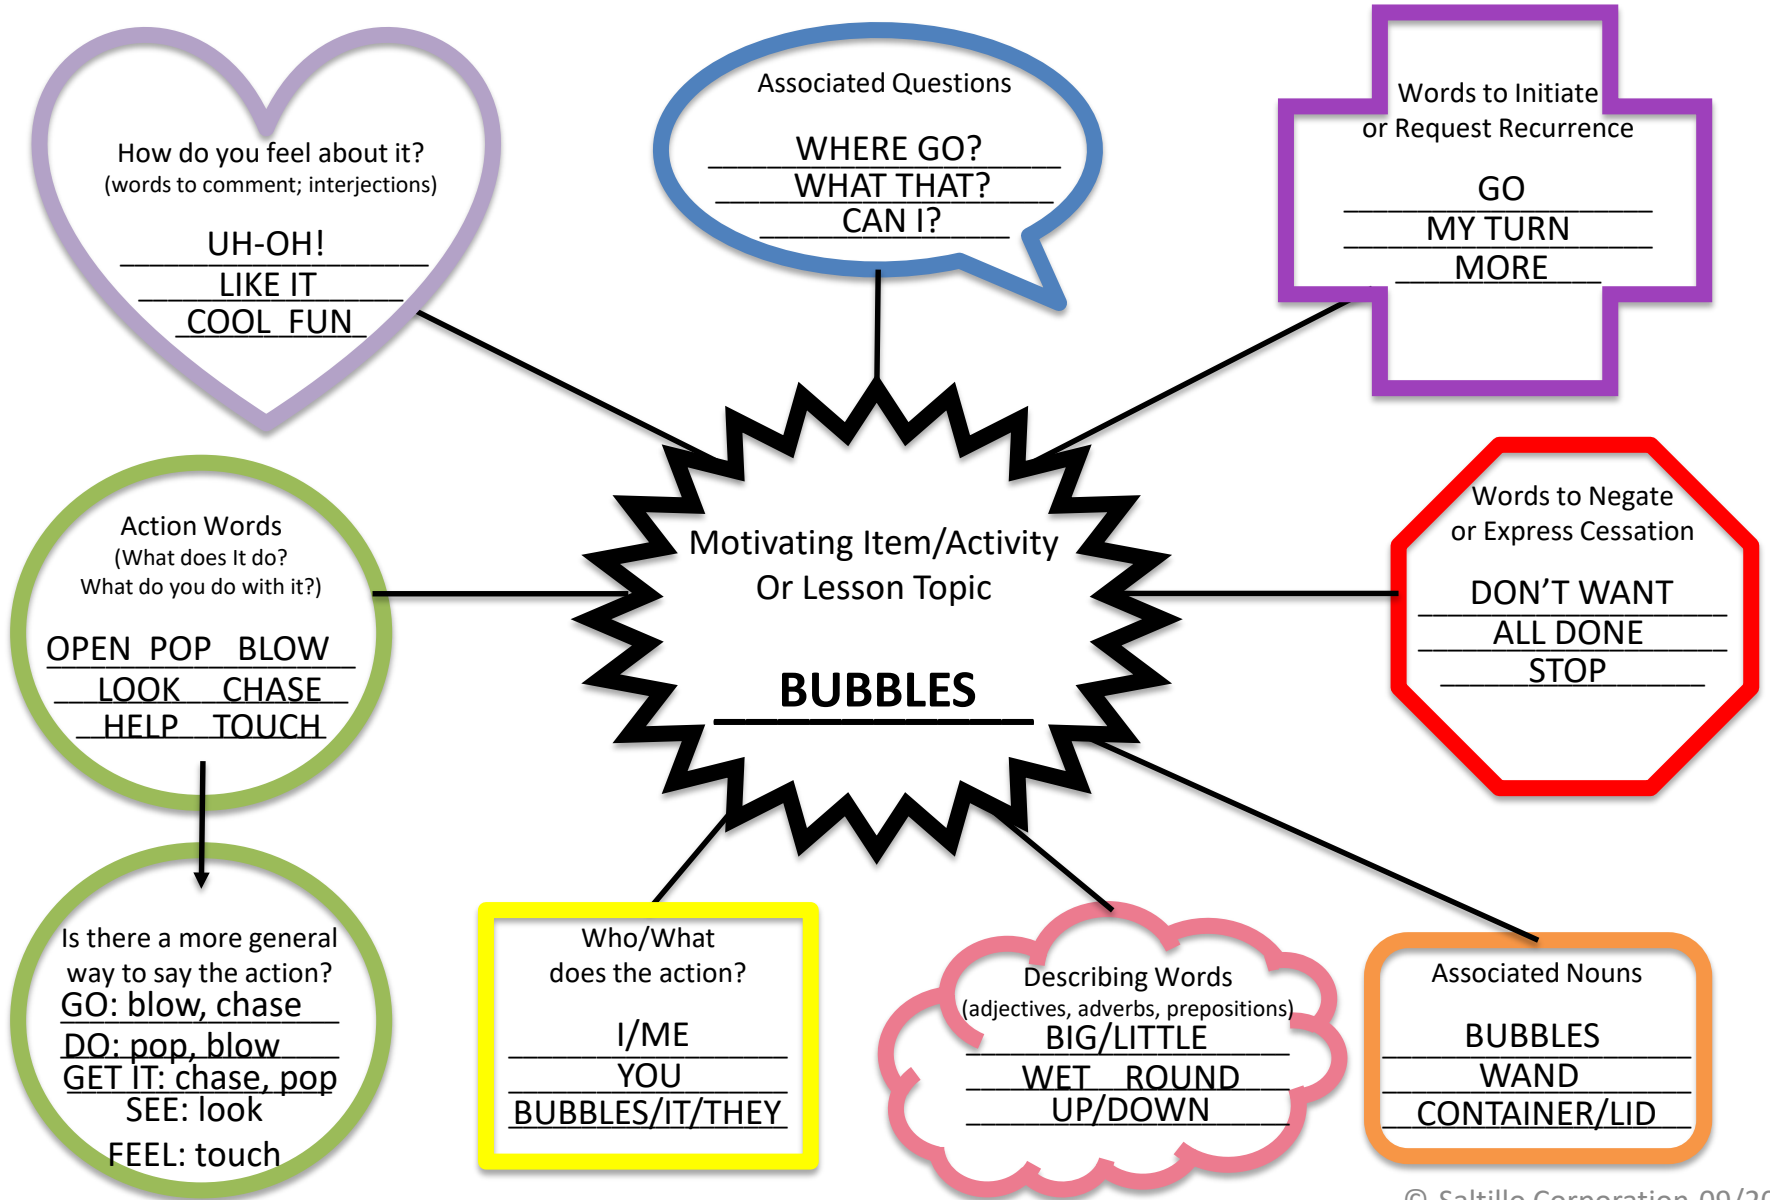 How do you feel about it?
(words to comment; interjections)
UH-OH!
LIKE IT
COOL FUN
Associated Questions
WHERE GO?
WHAT THAT?
CAN I?
Words to Initiate
or Request Recurrence
GO
MY TURN
MORE
Action Words
(What does It do?
What do you do with it?)
OPEN POP BLOW
LOOK CHASE
HELP TOUCH
Motivating Item/Activity
Or Lesson Topic
BUBBLES
Words to Negate
or Express Cessation
DON'T WANT
ALL DONE
STOP
Is there a more general
way to say the action?
GO: blow, chase
DO: pop, blow
GET IT: chase, pop
SEE: look
FEEL: touch
Who/What
does the action?
I/ME
YOU
BUBBLES/IT/THEY
Describing Words
(adjectives, adverbs, prepositions)
BIG/LITTLE
WET ROUND
UP/DOWN
Associated Nouns
BUBBLES
WAND
CONTAINER/LID
© Saltillo Corporation